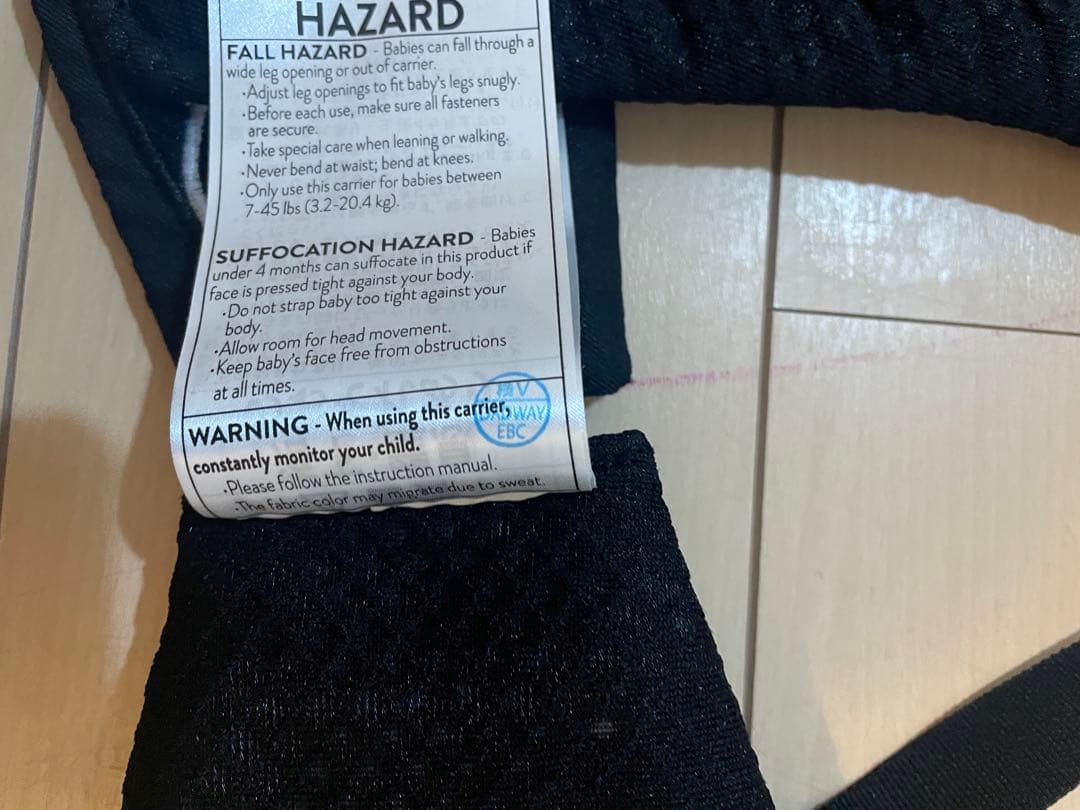 HAZARD
FALL HAZARD - Babies can fall through a
wide leg opening or out of carrier.
•Adjust leg openings to fit baby's legs snugly.
•Before each use, make sure all fasteners
are secure.
•Take special care when leaning or walking.
•Never bend at waist; bend at knees.
•Only use this carrier for babies between
7-45 lbs (3.2-20.4 kg).
SUFFOCATION HAZARD - Babies
under 4 months can suffocate in this product if
face is pressed tight against your body.
•Do not strap baby too tight against your
body.
•Allow room for head movement.
•Keep baby's face free from obstructions
at all times.
WARNING - When using this carrier,
constantly monitor your child.
•Please follow the instruction manual.
•The fabric color may migrate due to sweat.
V
DADWAY
EBC